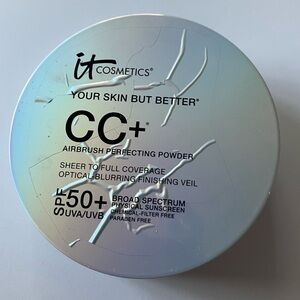 it COSMETICS®
YOUR SKIN BUT BETTER®
CC+®
AIRBRUSH PERFECTING POWDER
SHEER TO FULL COVERAGE
OPTICAL BLURRING FINISHING VEIL
SPF 50+
UVA/UVB
BROAD SPECTRUM
PHYSICAL SUNSCREEN
CHEMICAL-FILTER FREE
PARABEN FREE